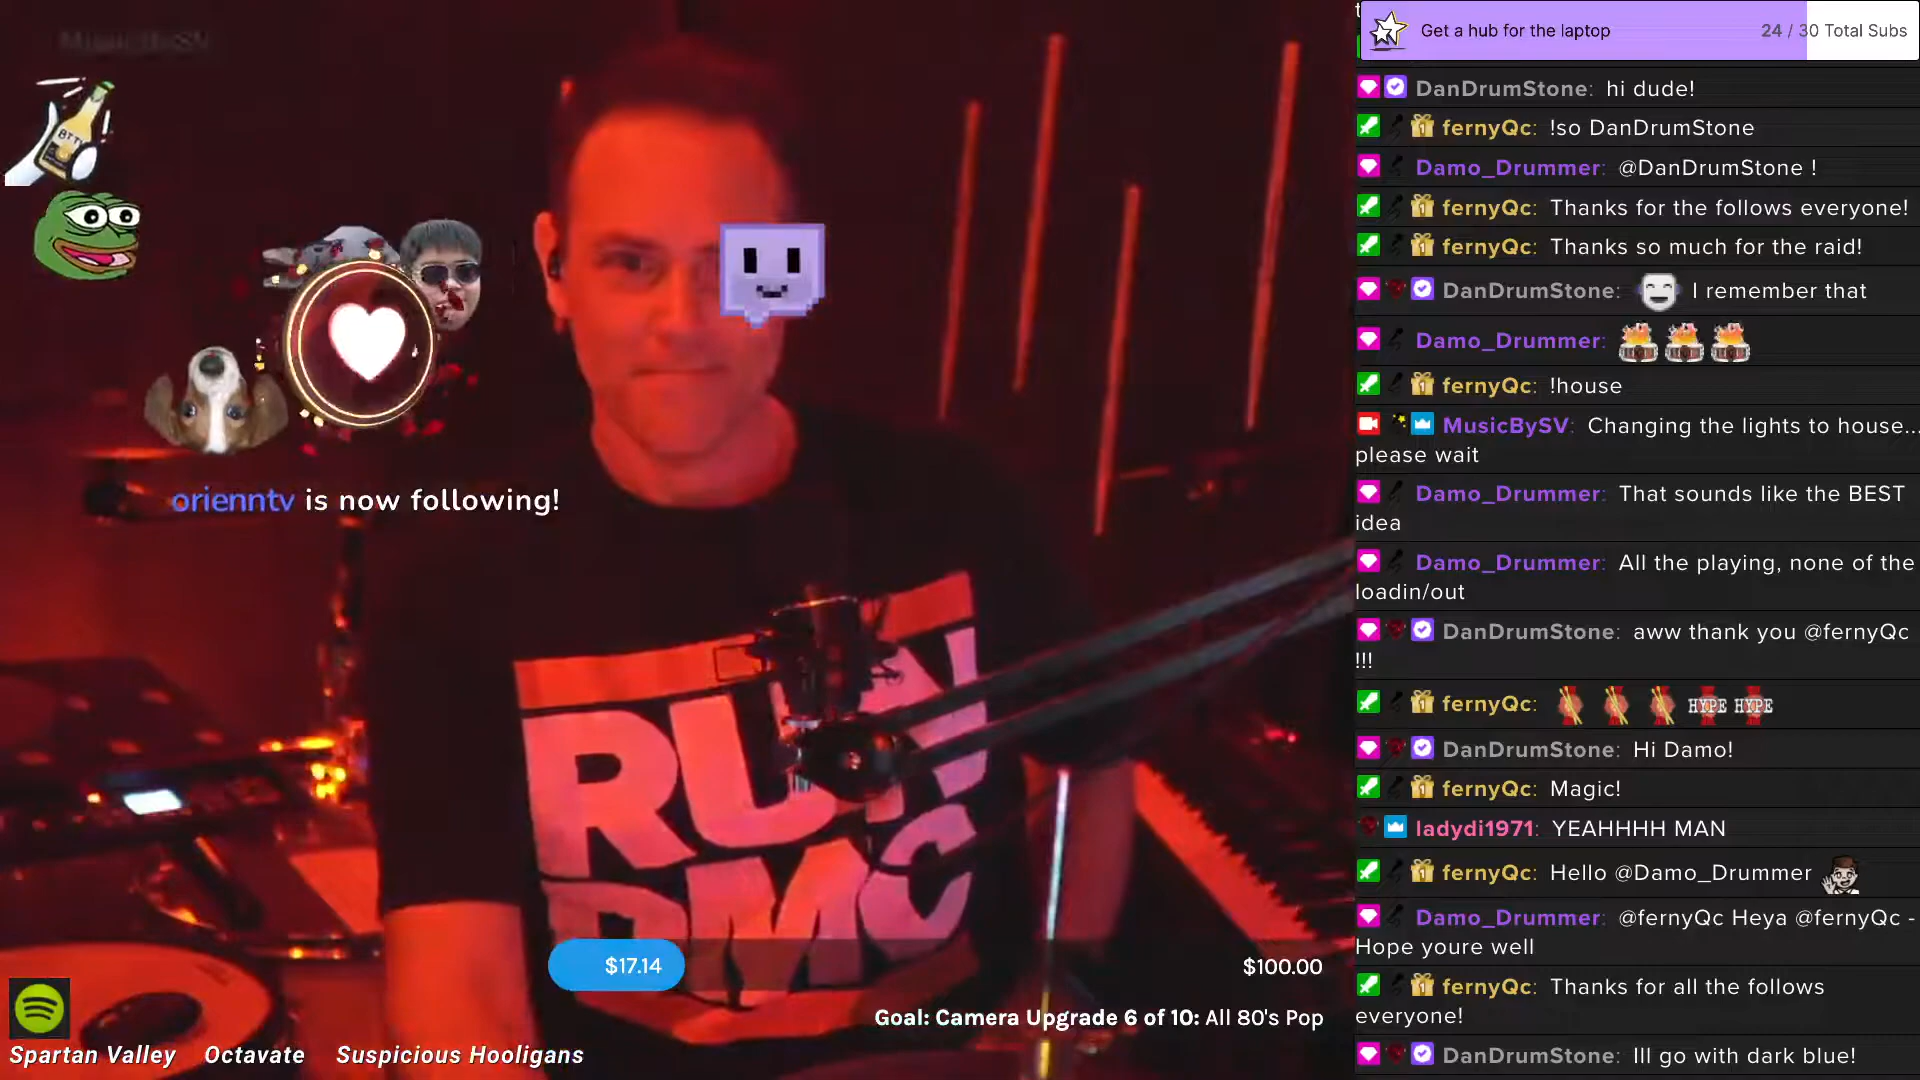 Get a hub for the laptop 24 / 30 Total Subs
DanDrumStone: hi dude!
fernyQc: !so DanDrumStone
Damo_Drummer: @DanDrumStone !
fernyQc: Thanks for the follows everyone!
fernyQc: Thanks so much for the raid!
DanDrumStone: I remember that
Damo_Drummer:
fernyQc: !house
MusicBySV: Changing the lights to house...
please wait
Damo_Drummer: That sounds like the BEST
idea
Damo_Drummer: All the playing, none of the
loadin/out
DanDrumStone: aww thank you @fernyQc
!!!
fernyQc: HYPE HYPE
DanDrumStone: Hi Damo!
fernyQc: Magic!
ladydi1971: YEAHHHH MAN
fernyQc: Hello @Damo_Drummer
Damo_Drummer: @fernyQc Heya @fernyQc -
Hope youre well
fernyQc: Thanks for all the follows
everyone!
DanDrumStone: Ill go with dark blue!
orienntv is now following!
RUN
DMC
$17.14 $100.00
Goal: Camera Upgrade 6 of 10: All 80's Pop
Spartan Valley Octavate Suspicious Hooligans